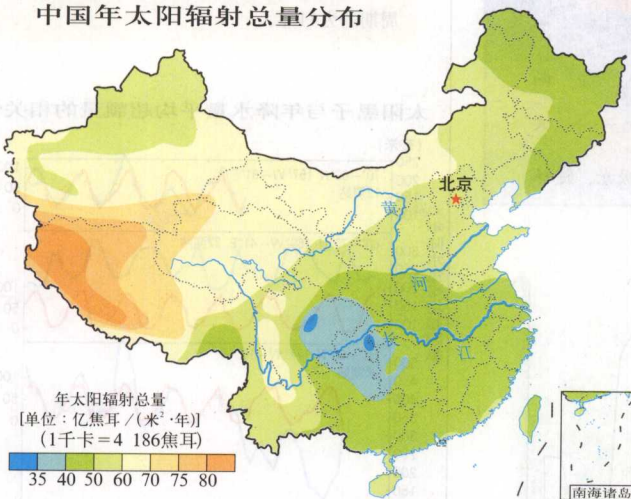 中国年太阳辐射总量分布
北京
黄
河
长
江
年太阳辐射总量
[单位：亿焦耳/(米²·年)]
(1千卡=4 186焦耳)
35 40 50 60 70 75 80
南海诸岛